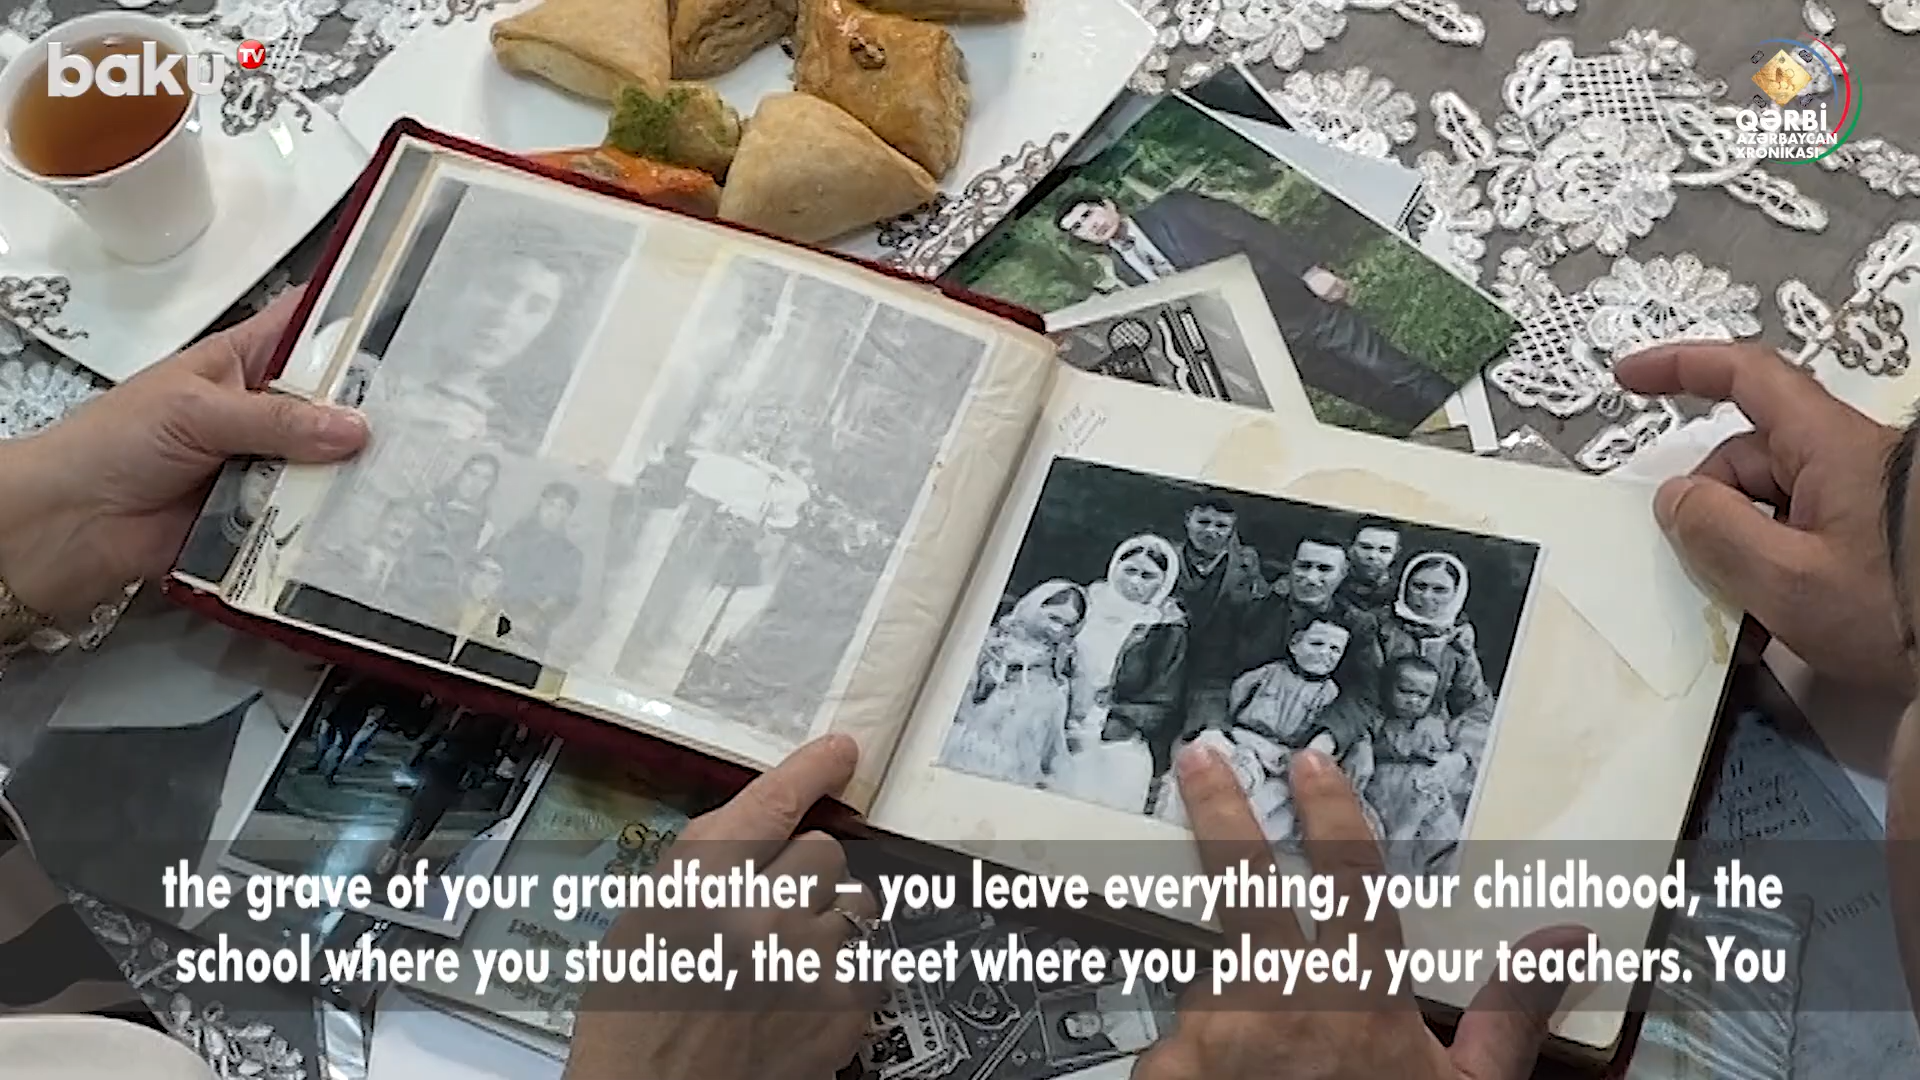 baku TV
QƏRBİ
AZƏRBAYCAN
XRONİKASI
the grave of your grandfather – you leave everything, your childhood, the
school where you studied, the street where you played, your teachers. You